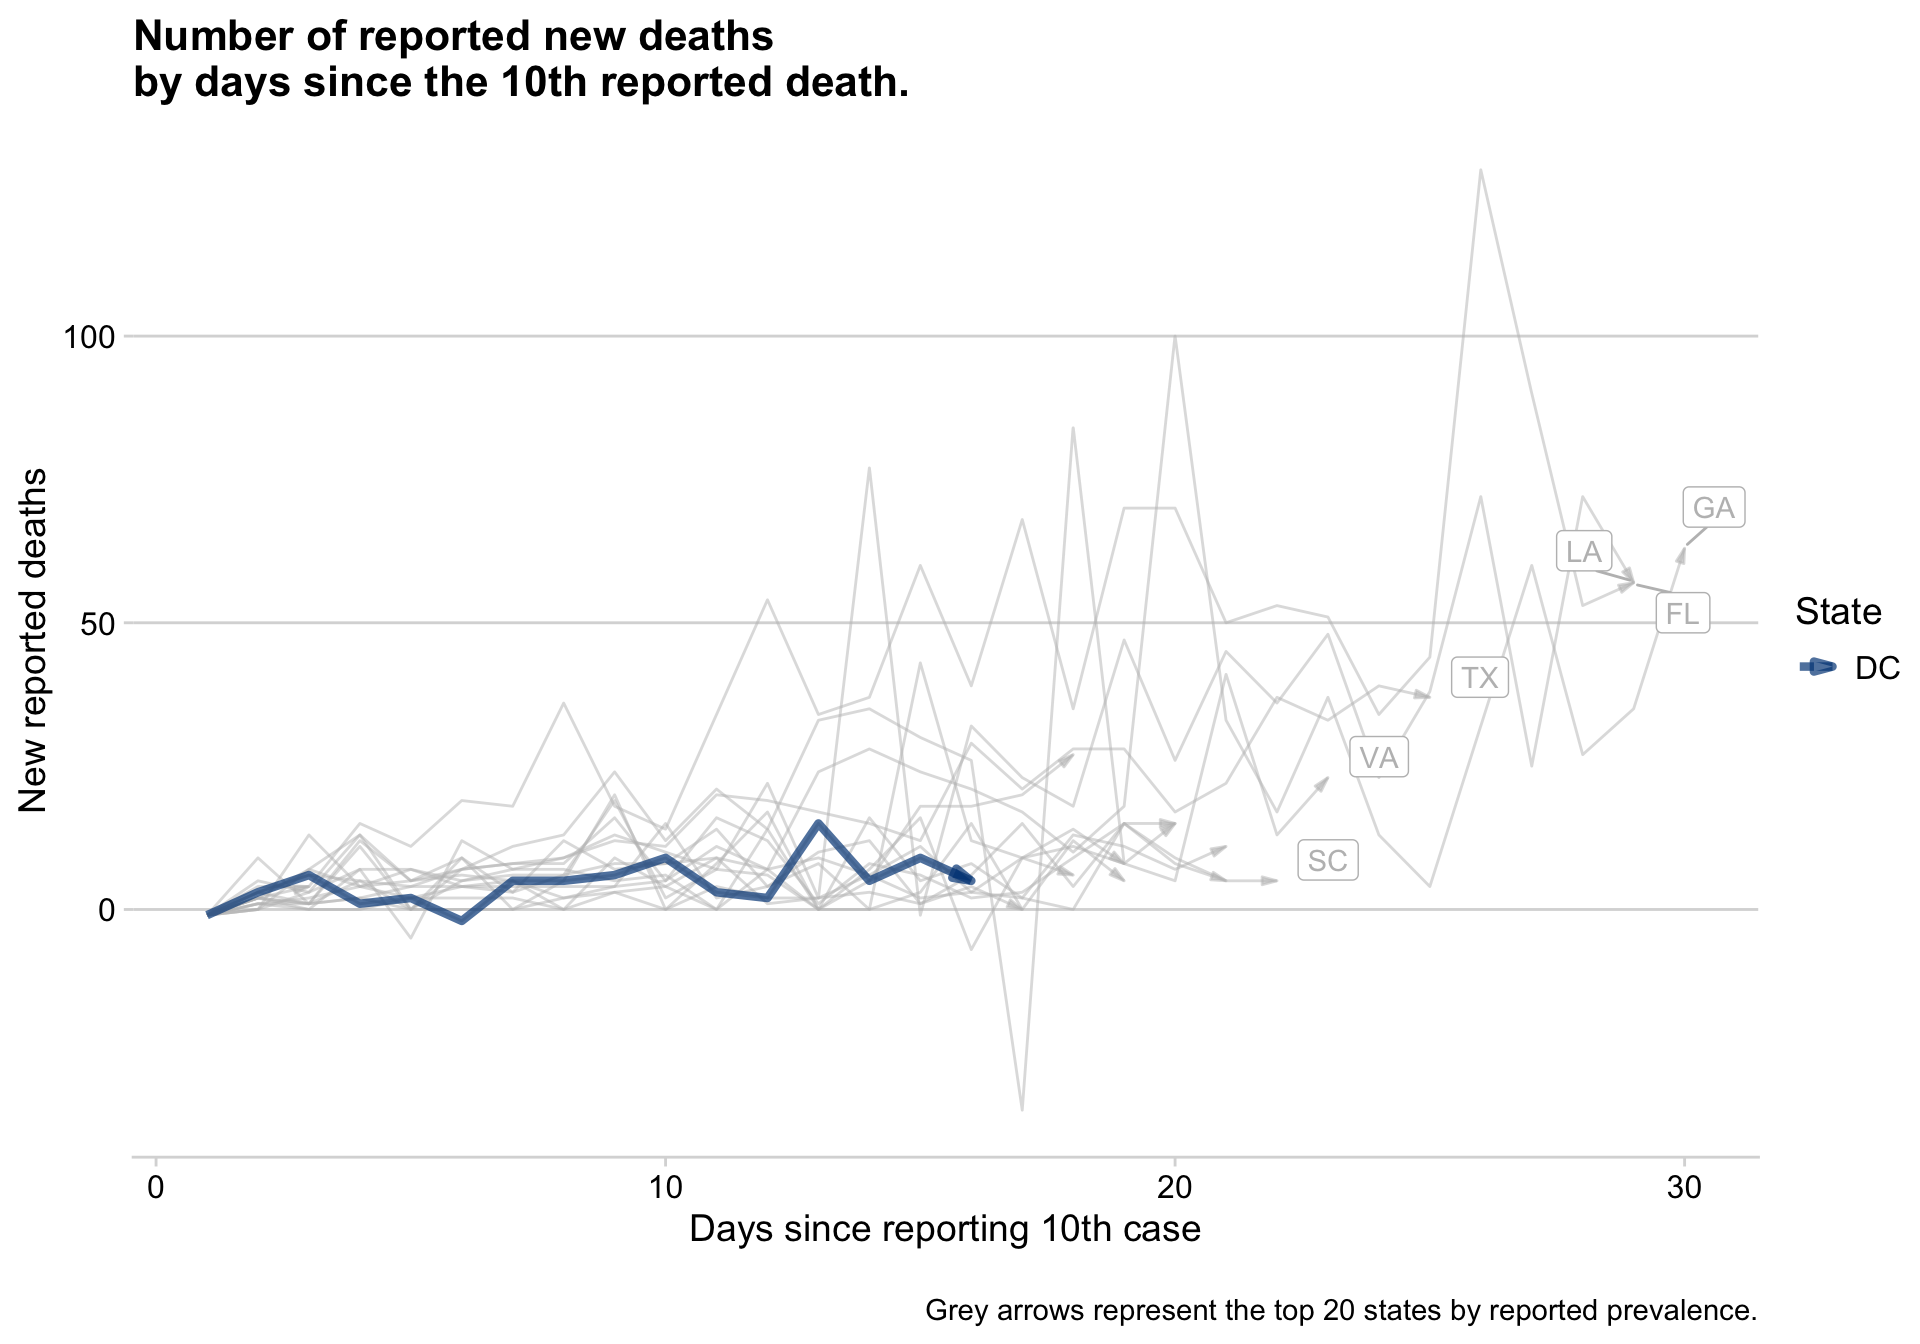 Number of reported new deaths
by days since the 10th reported death.
100
50
0
New reported deaths
GA
LA
FL
TX
VA
SC
State
DC
0 10 20 30
Days since reporting 10th case
Grey arrows represent the top 20 states by reported prevalence.